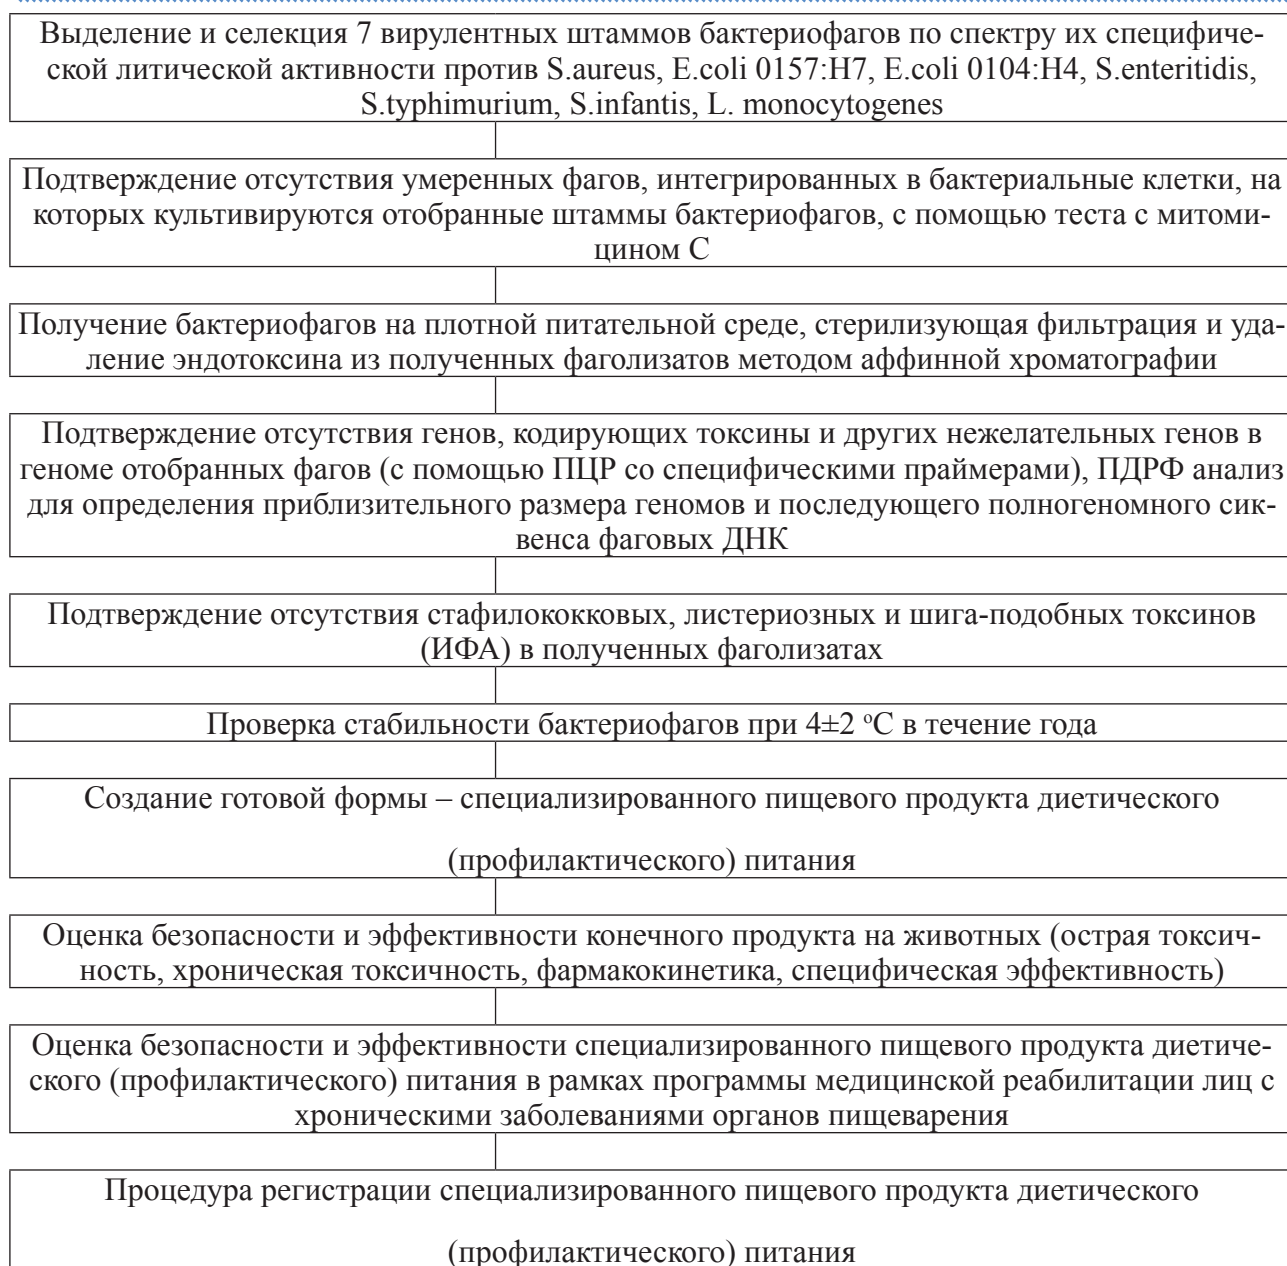 Выделение и селекция 7 вирулентных штаммов бактериофагов по спектру их специфиче-
ской литической активности против S.aureus, E.coli 0157:H7, E.coli 0104:H4, S.enteritidis,
S.typhimurium, S.infantis, L. monocytogenes
Подтверждение отсутствия умеренных фагов, интегрированных в бактериальные клетки, на
которых культивируются отобранные штаммы бактериофагов, с помощью теста с митоми-
цином С
Получение бактериофагов на плотной питательной среде, стерилизующая фильтрация и уда-
ление эндотоксина из полученных фаголизатов методом аффинной хроматографии
Подтверждение отсутствия генов, кодирующих токсины и других нежелательных генов в
геноме отобранных фагов (с помощью ПЦР со специфическими праймерами), ПДРФ анализ
для определения приблизительного размера геномов и последующего полногеномного сик-
венса фаговых ДНК
Подтверждение отсутствия стафилококковых, листериозных и шига-подобных токсинов
(ИФА) в полученных фаголизатах
Проверка стабильности бактериофагов при 4±2 ºС в течение года
Создание готовой формы – специализированного пищевого продукта диетического
(профилактического) питания
Оценка безопасности и эффективности конечного продукта на животных (острая токсич-
ность, хроническая токсичность, фармакокинетика, специфическая эффективность)
Оценка безопасности и эффективности специализированного пищевого продукта диетиче-
ского (профилактического) питания в рамках программы медицинской реабилитации лиц с
хроническими заболеваниями органов пищеварения
Процедура регистрации специализированного пищевого продукта диетического
(профилактического) питания